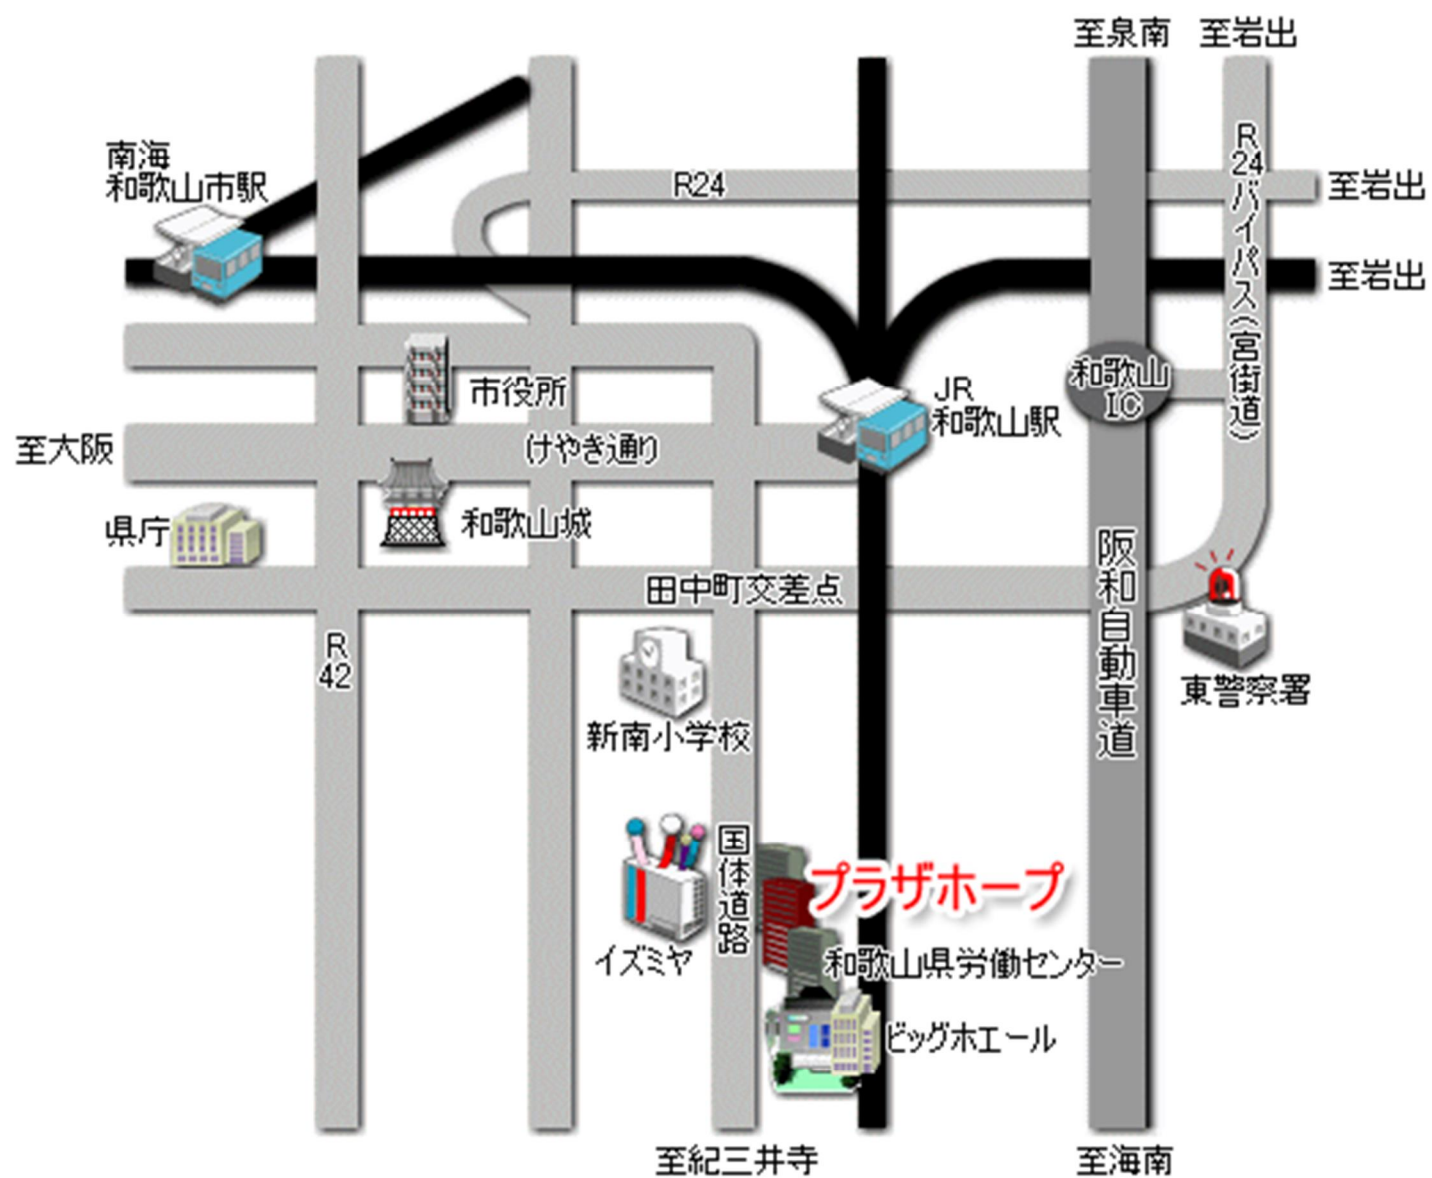 至泉南
至岩出
南海
和歌山市駅
R24
至岩出
R24バイパス(宮街道)
至岩出
市役所
JR
和歌山駅
和歌山
IC
至大阪
けやき通り
県庁
和歌山城
田中町交差点
阪和自動車道
R
42
新南小学校
東警察署
国体道路
プラザホープ
イズミヤ
和歌山県労働センター
ビッグホエール
至紀三井寺
至海南